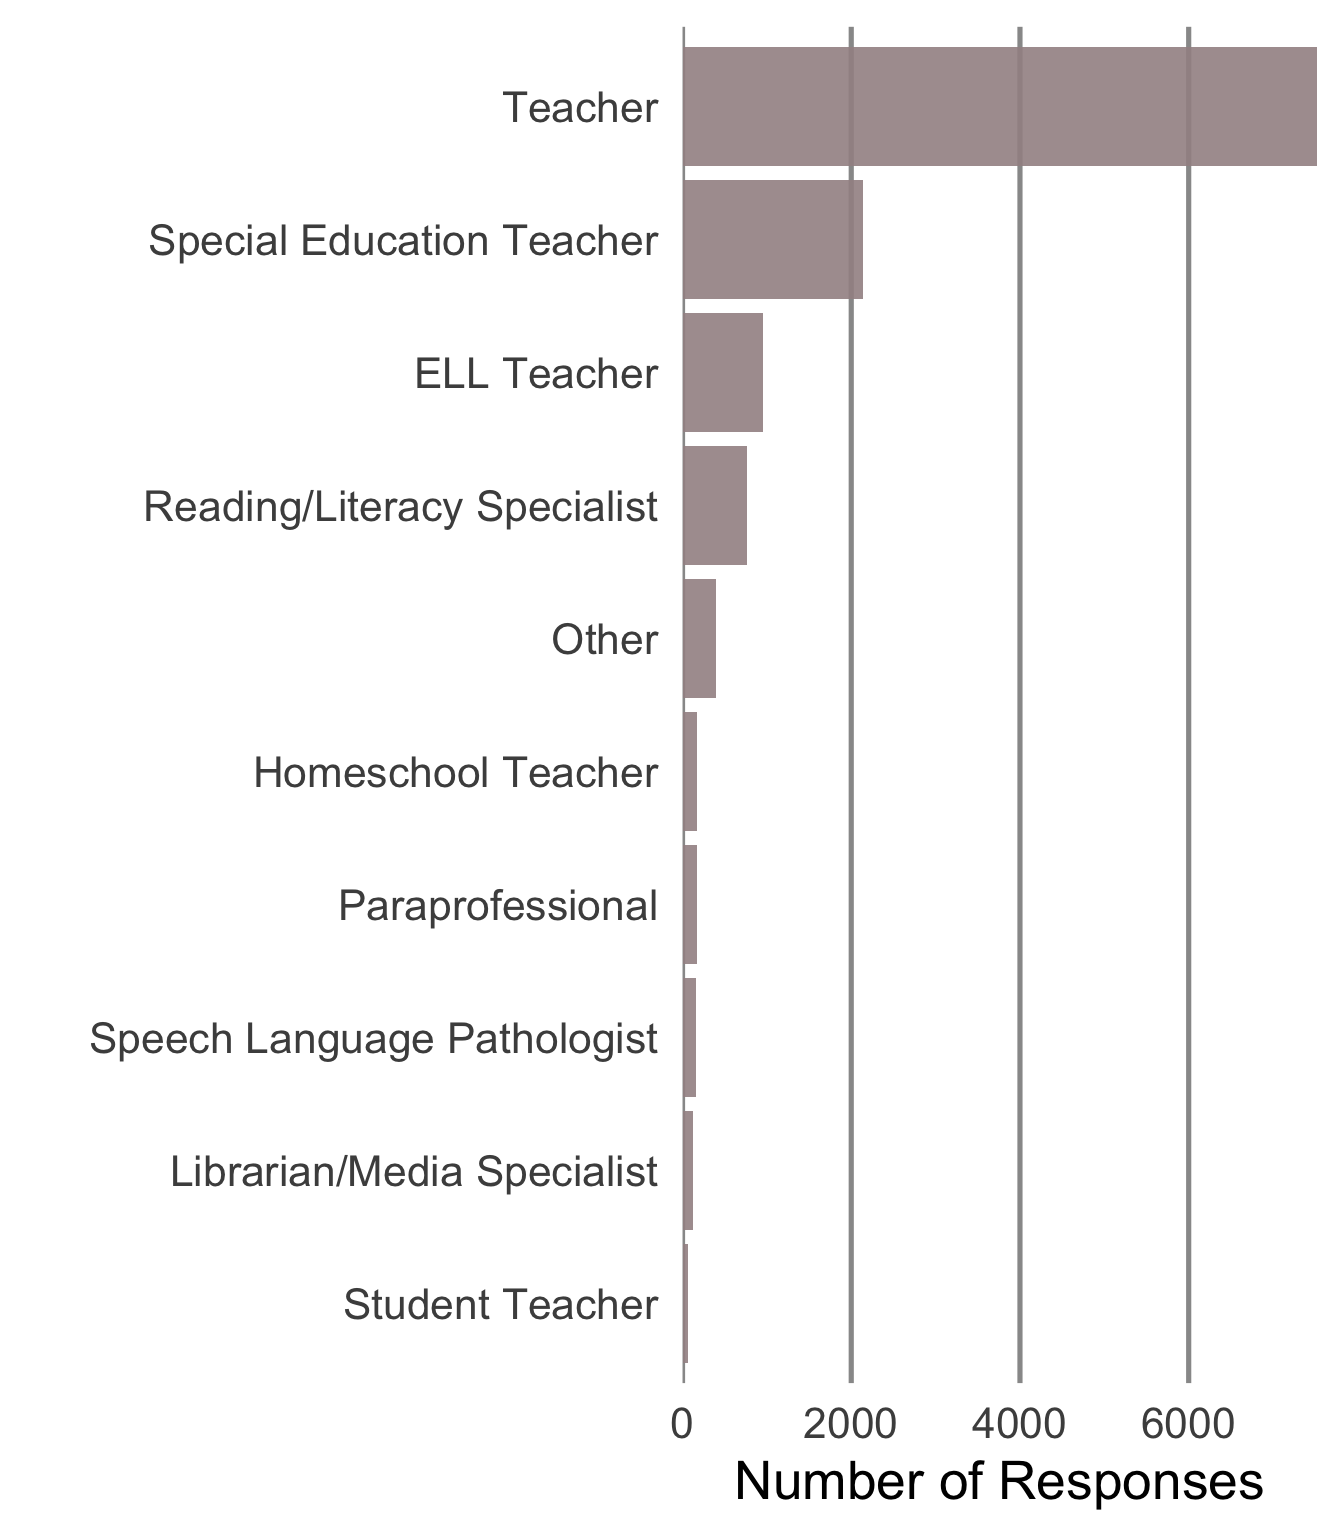 Teacher
Special Education Teacher
ELL Teacher
Reading/Literacy Specialist
Other
Homeschool Teacher
Paraprofessional
Speech Language Pathologist
Librarian/Media Specialist
Student Teacher
0 2000 4000 6000
Number of Responses